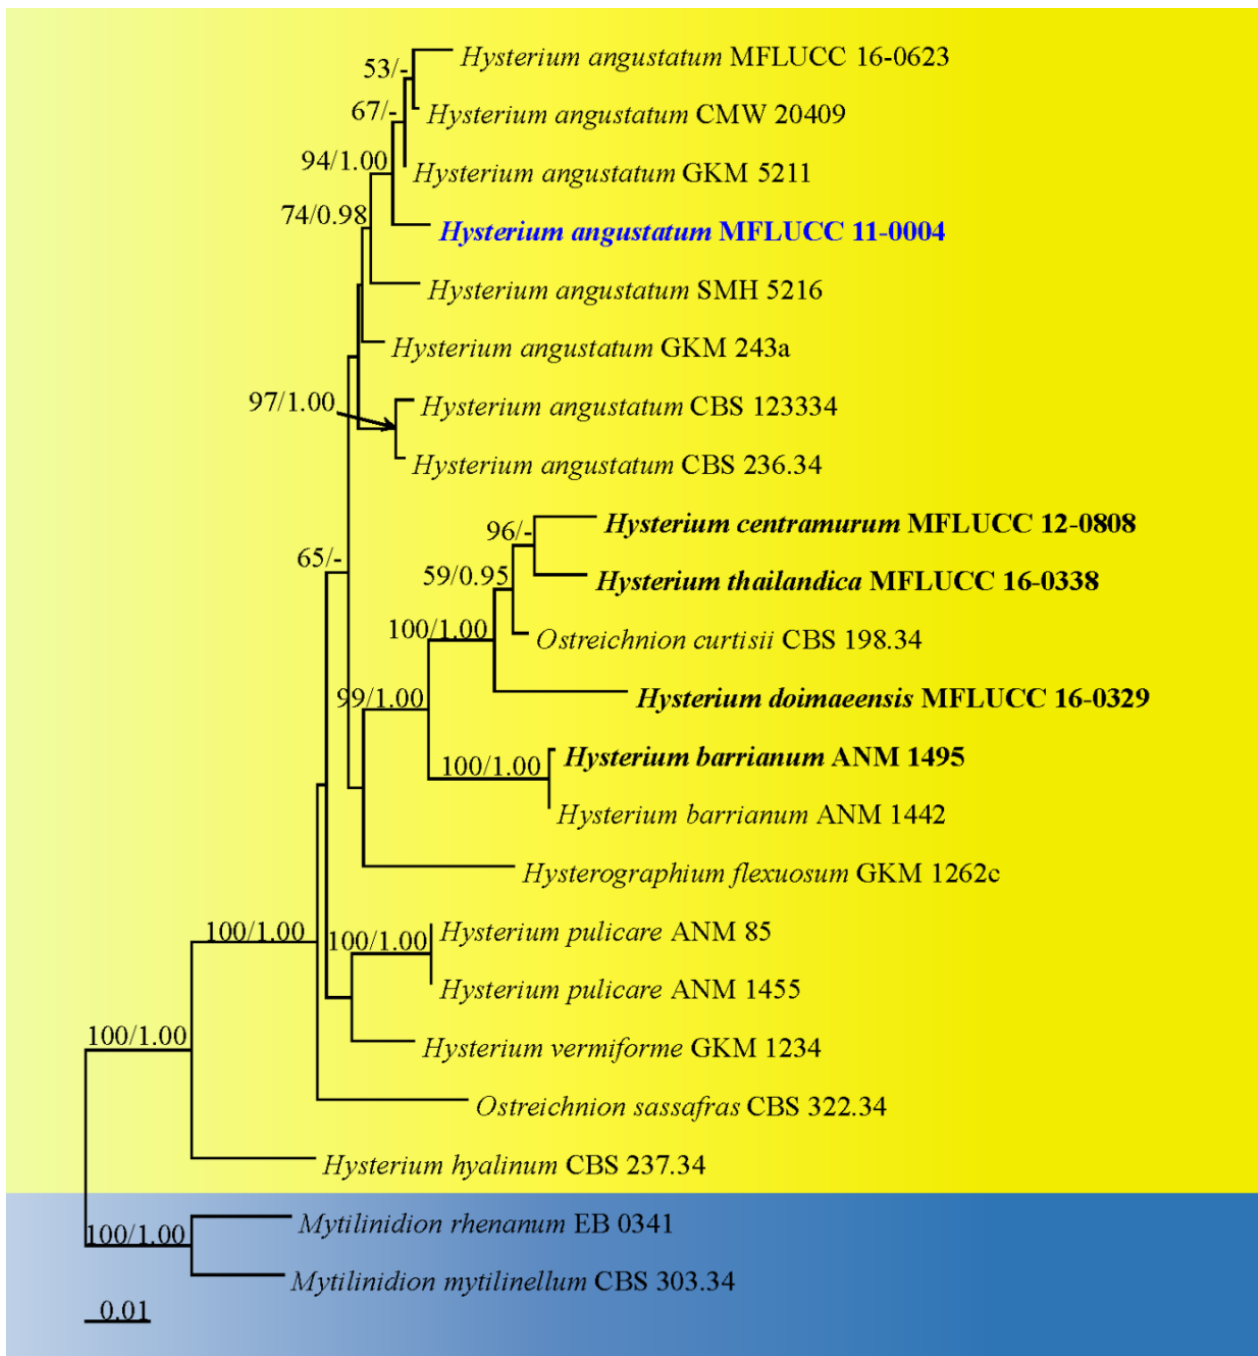 Hysterium angustatum MFLUCC 16-0623
53/-
Hysterium angustatum CMW 20409
67/-
94/1.00
Hysterium angustatum GKM 5211
74/0.98
Hysterium angustatum MFLUCC 11-0004
Hysterium angustatum SMH 5216
Hysterium angustatum GKM 243a
97/1.00
Hysterium angustatum CBS 123334
Hysterium angustatum CBS 236.34
Hysterium centramurum MFLUCC 12-0808
96/-
65/-
59/0.95
Hysterium thailandica MFLUCC 16-0338
100/1.00
Ostreichnion curtisii CBS 198.34
99/1.00
Hysterium doimaeensis MFLUCC 16-0329
100/1.00
Hysterium barrianum ANM 1495
Hysterium barrianum ANM 1442
Hysterographium flexuosum GKM 1262c
100/1.00
100/1.00
Hysterium pulicare ANM 85
Hysterium pulicare ANM 1455
100/1.00
Hysterium vermiforme GKM 1234
Ostreichnion sassafras CBS 322.34
Hysterium hyalinum CBS 237.34
100/1.00
Mytilinidion rhenanum EB 0341
Mytilinidion mytilinellum CBS 303.34
0.01